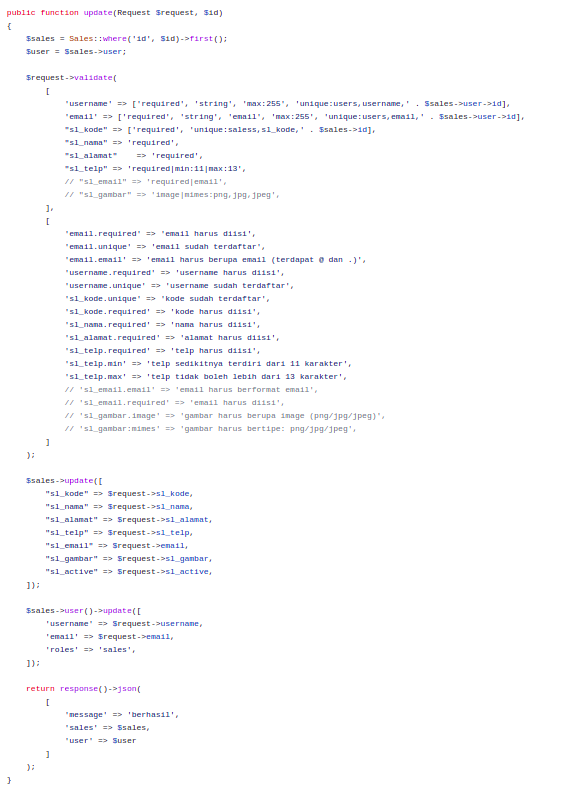 public function update(Request $request, $id)
{
    $sales = Sales::where('id', $id)->first();
    $user = $sales->user;

    $request->validate(
        [
            'username' => ['required', 'string', 'max:255', 'unique:users,username,' . $sales->user->id],
            'email' => ['required', 'string', 'email', 'max:255', 'unique:users,email,' . $sales->user->id],
            "sl_kode" => ['required', 'unique:saless,sl_kode,' . $sales->id],
            "sl_nama" => 'required',
            "sl_alamat"    => 'required',
            "sl_telp" => 'required|min:11|max:13',
            // "sl_email" => 'required|email',
            // "sl_gambar" => 'image|mimes:png,jpg,jpeg',
        ],
        [
            'email.required' => 'email harus diisi',
            'email.unique' => 'email sudah terdaftar',
            'email.email' => 'email harus berupa email (terdapat @ dan .)',
            'username.required' => 'username harus diisi',
            'username.unique' => 'username sudah terdaftar',
            'sl_kode.unique' => 'kode sudah terdaftar',
            'sl_kode.required' => 'kode harus diisi',
            'sl_nama.required' => 'nama harus diisi',
            'sl_alamat.required' => 'alamat harus diisi',
            'sl_telp.required' => 'telp harus diisi',
            'sl_telp.min' => 'telp sedikitnya terdiri dari 11 karakter',
            'sl_telp.max' => 'telp tidak boleh lebih dari 13 karakter',
            // 'sl_email.email' => 'email harus berformat email',
            // 'sl_email.required' => 'email harus diisi',
            // 'sl_gambar.image' => 'gambar harus berupa image (png/jpg/jpeg)',
            // 'sl_gambar:mimes' => 'gambar harus bertipe: png/jpg/jpeg',
        ]
    );

    $sales->update([
        "sl_kode" => $request->sl_kode,
        "sl_nama" => $request->sl_nama,
        "sl_alamat" => $request->sl_alamat,
        "sl_telp" => $request->sl_telp,
        "sl_email" => $request->email,
        "sl_gambar" => $request->sl_gambar,
        "sl_active" => $request->sl_active,
    ]);

    $sales->user()->update([
        'username' => $request->username,
        'email' => $request->email,
        'roles' => 'sales',
    ]);

    return response()->json(
        [
            'message' => 'berhasil',
            'sales' => $sales,
            'user' => $user
        ]
    );
}